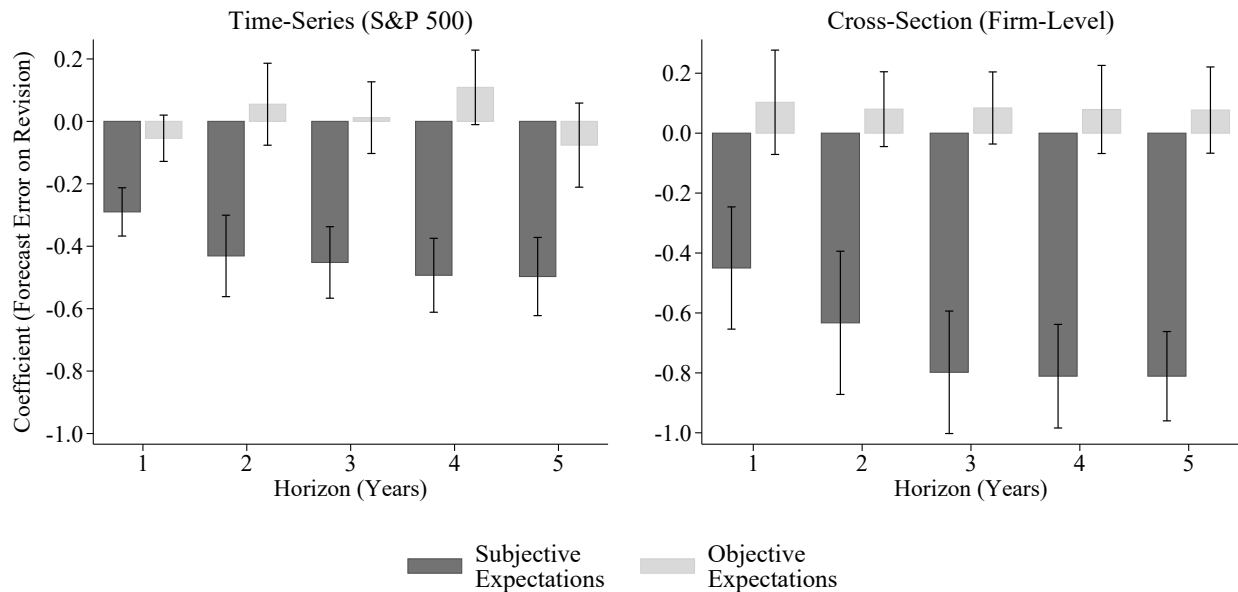 Time-Series (S&P 500)
Cross-Section (Firm-Level)
Coefficient (Forecast Error on Revision)
0.2
0.0
-0.2
-0.4
-0.6
-0.8
-1.0
1 2 3 4 5
Horizon (Years)
0.2
0.0
-0.2
-0.4
-0.6
-0.8
-1.0
1 2 3 4 5
Horizon (Years)
Subjective
Expectations
Objective
Expectations